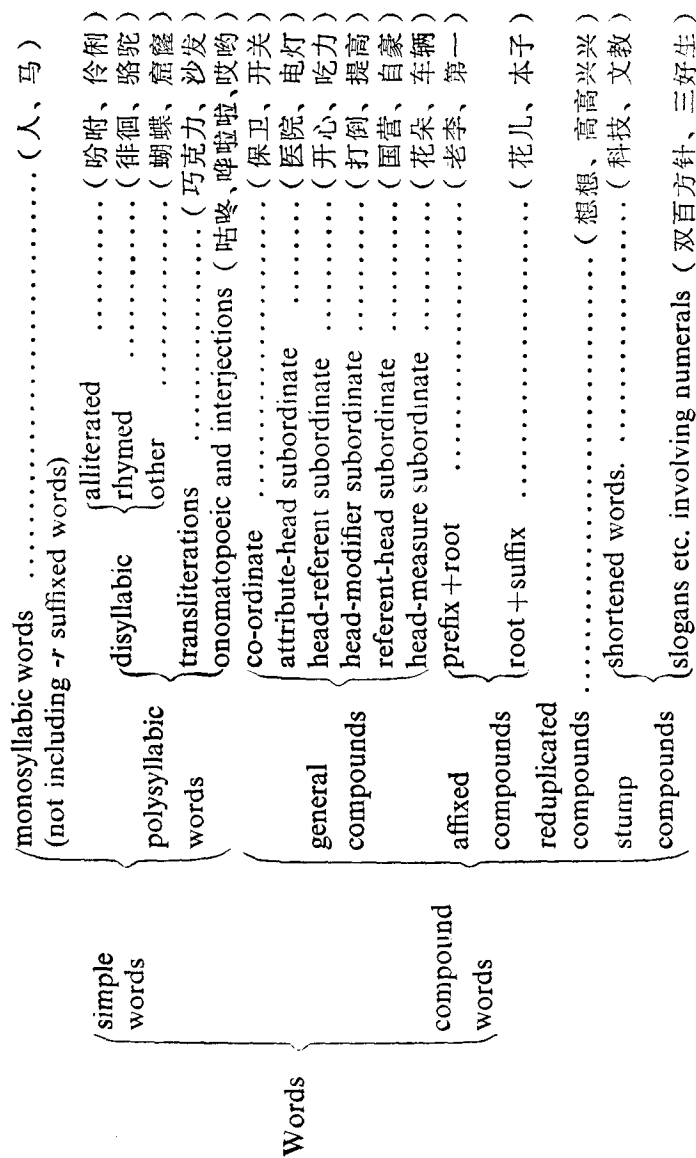 Words
simple words
monosyllabic words ……………………………… (人、马)
(not including -r suffixed words)
polysyllabic words
disyllabic
alliterated ………… (吩咐、伶俐)
rhymed ………… (徘徊、骆驼)
other ………… (蝴蝶、窟窿)
transliterations ………… (巧克力、沙发)
onomatopoeic and interjections (咕咚、哗啦啦、哎哟)
compound words
general compounds
co-ordinate ………… (保卫、开关)
attribute-head subordinate ………… (医院、电灯)
head-referent subordinate ………… (开心、吃力)
head-modifier subordinate ………… (打倒、提高)
referent-head subordinate ………… (国营、自豪)
head-measure subordinate ………… (花朵、车辆)
affixed compounds
prefix+root ………… (老李、第一)
root+suffix ………… (花儿、本子)
reduplicated compounds ……………………………… (想想、高高兴兴)
stump compounds
shortened words. ………… (科技、文教)
slogans etc. involving numerals (双百方针、三好生)